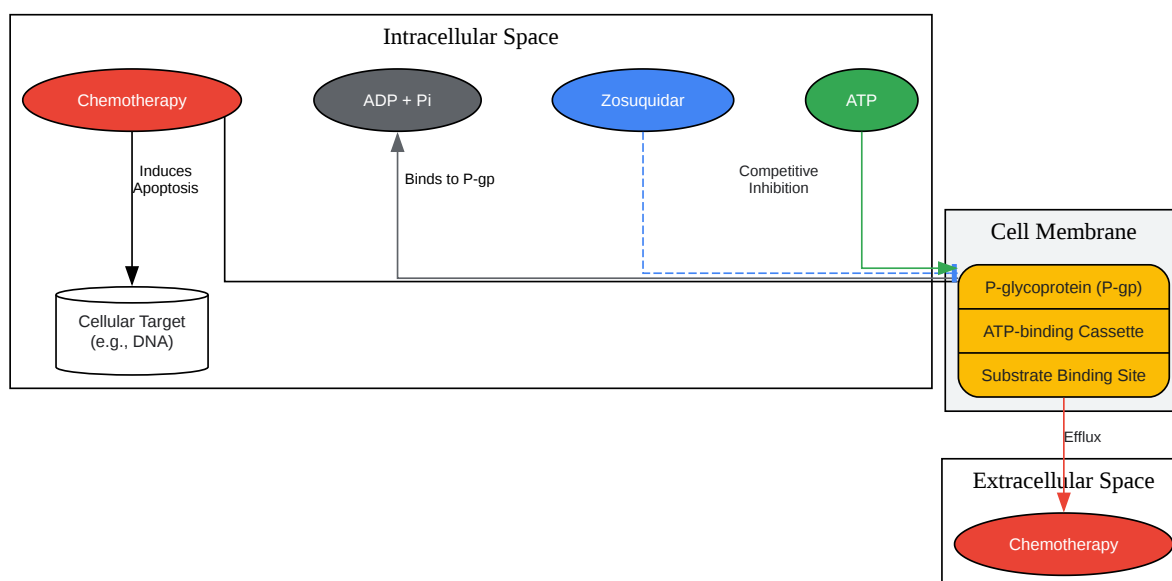 Intracellular Space
Chemotherapy
ADP + Pi
Zosuquidar
ATP
Induces
Apoptosis
Binds to P-gp
Competitive
Inhibition
Cell Membrane
P-glycoprotein (P-gp)
ATP-binding Cassette
Substrate Binding Site
Cellular Target
(e.g., DNA)
Efflux
Extracellular Space
Chemotherapy